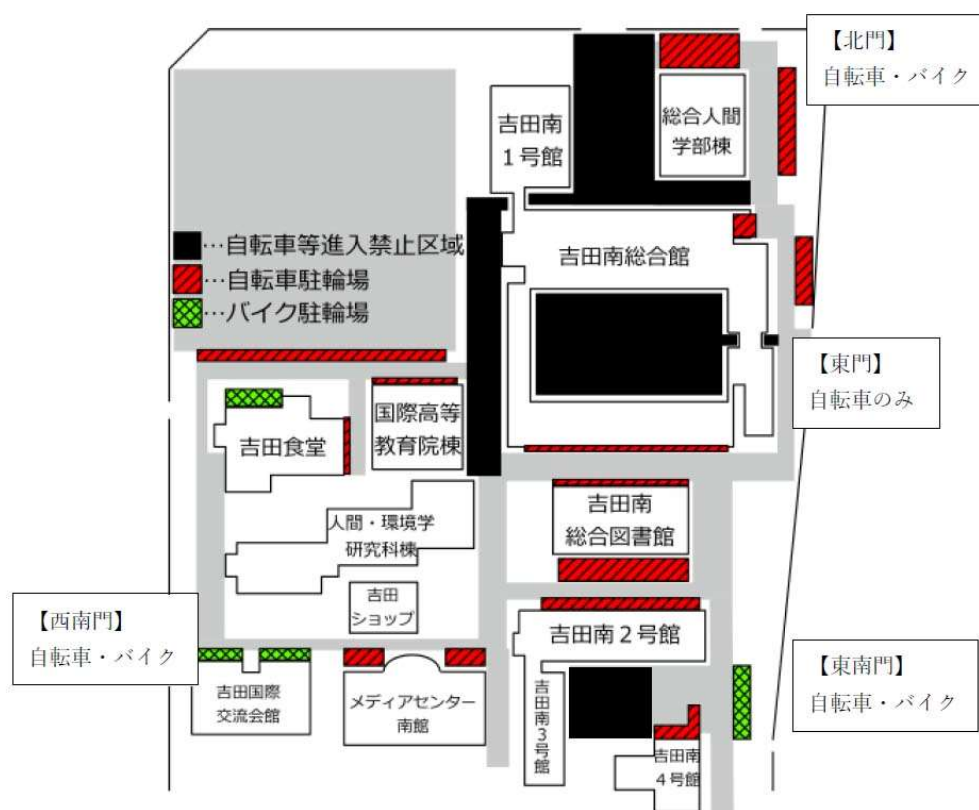 【北門】
自転車・バイク
吉田南
1号館
総合人間
学部棟
…自転車等進入禁止区域
…自転車駐輪場
…バイク駐輪場
吉田南総合館
【東門】
自転車のみ
吉田食堂
国際高等
教育院棟
人間・環境学
研究科棟
吉田南
総合図書館
吉田
ショップ
【西南門】
自転車・バイク
吉田国際
交流会館
メディアセンター
南館
吉田南2号館
吉田南3号館
吉田南
4号館
【東南門】
自転車・バイク